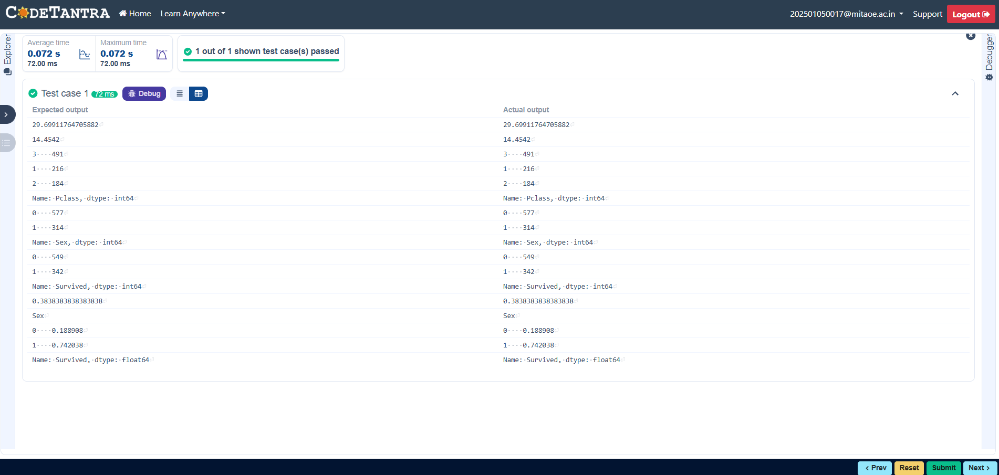 CODETANTRA Home Learn Anywhere 202501050017@mitaoe.ac.in Support Logout
Explorer
Average time Maximum time
0.072 s 0.072 s
72.00 ms 72.00 ms
1 out of 1 shown test case(s) passed
Debugger
Test case 1 72 ms Debug
Expected output Actual output
29.69911764705882 29.69911764705882
14.4542 14.4542
3····491 3····491
1····216 1····216
2····184 2····184
Name:·Pclass,·dtype:·int64 Name:·Pclass,·dtype:·int64
0····577 0····577
1····314 1····314
Name:·Sex,·dtype:·int64 Name:·Sex,·dtype:·int64
0····549 0····549
1····342 1····342
Name:·Survived,·dtype:·int64 Name:·Survived,·dtype:·int64
0.3838383838383838 0.3838383838383838
Sex Sex
0····0.188908 0····0.188908
1····0.742038 1····0.742038
Name:·Survived,·dtype:·float64 Name:·Survived,·dtype:·float64
Prev Reset Submit Next